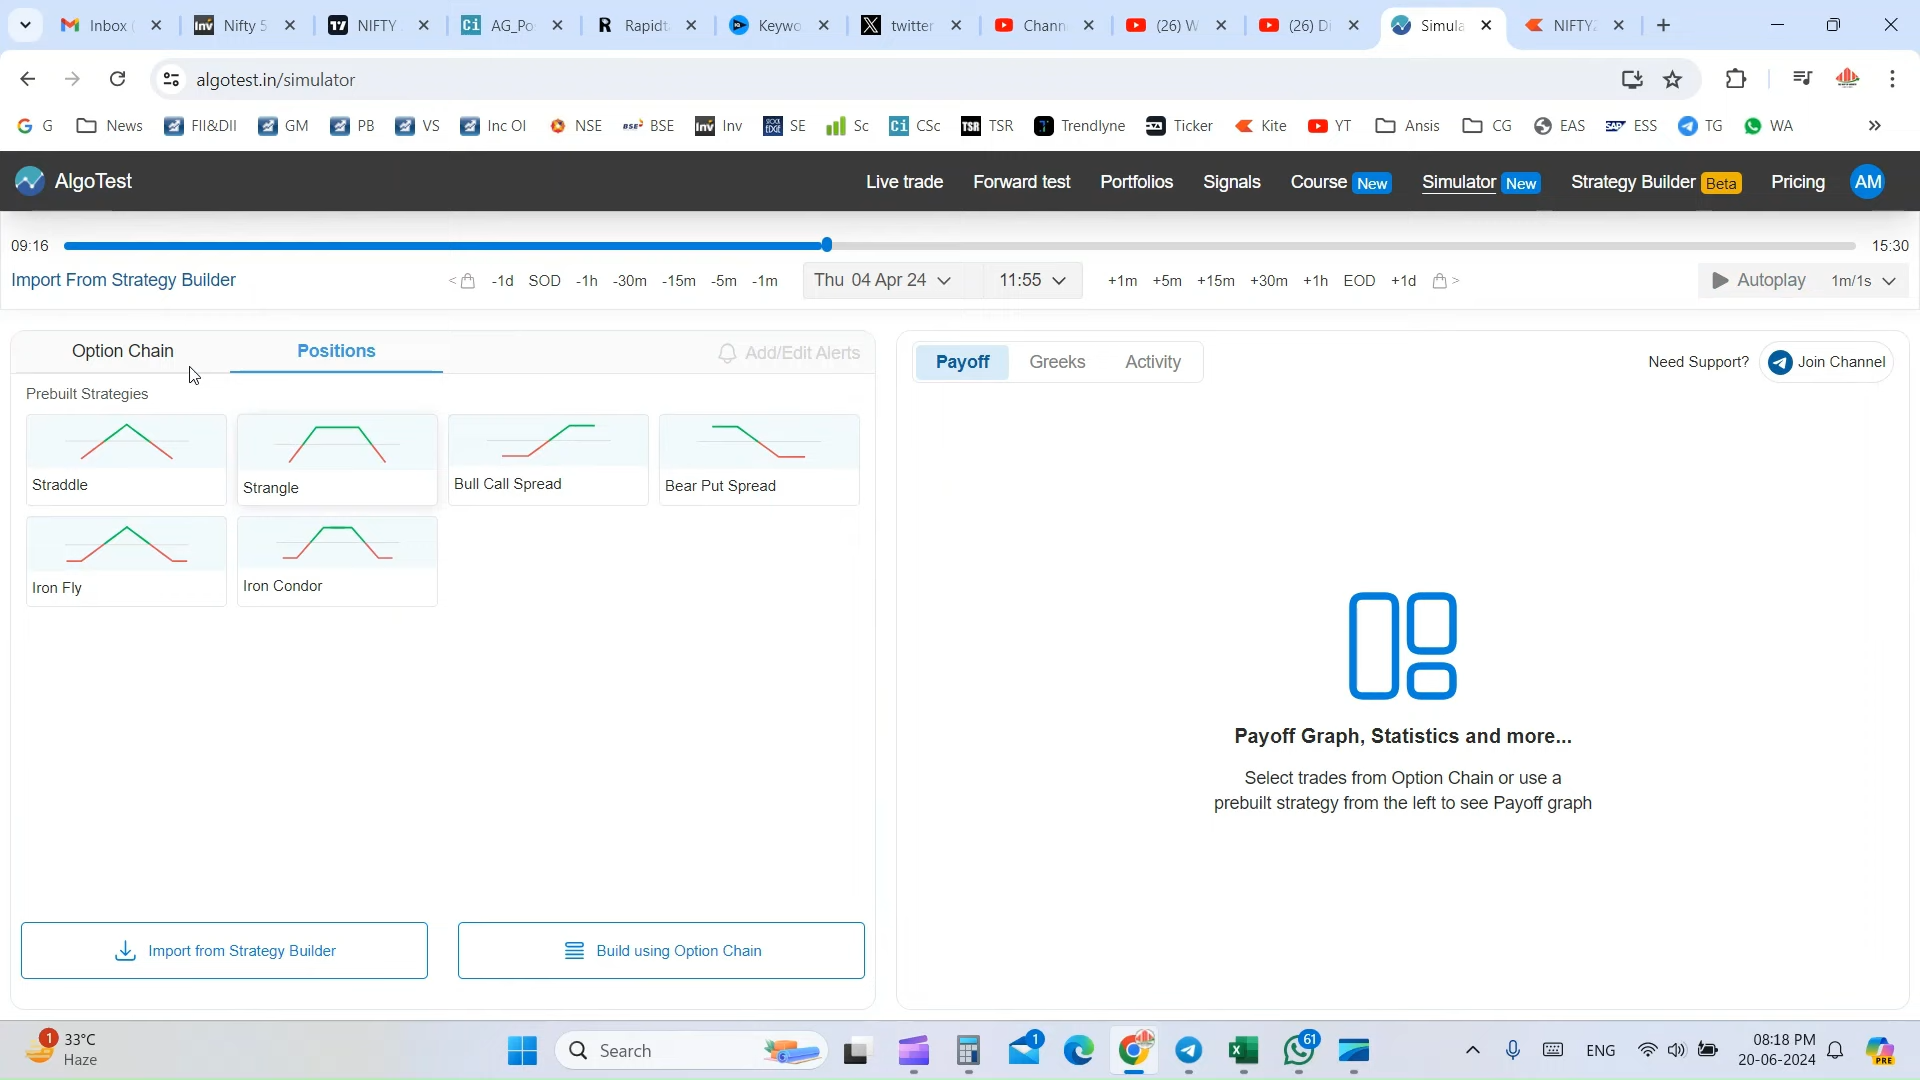 Inbox (
Nifty 5
NIFTY
AG_Po
Rapidt
Keywo
twitter
Chann
(26) W
(26) Di
Simula
NIFTY
algotest.in/simulator
G
News
FII&DII
GM
PB
VS
Inc OI
NSE
BSE
Inv
SE
Sc
CSc
TSR
Trendlyne
Ticker
Kite
YT
Ansis
CG
EAS
ESS
TG
WA
AlgoTest
Live trade
Forward test
Portfolios
Signals
Course New
Simulator New
Strategy Builder Beta
Pricing
AM
09:16
15:30
Import From Strategy Builder
-1d SOD -1h -30m -15m -5m -1m
Thu 04 Apr 24
11:55
+1m +5m +15m +30m +1h EOD +1d
Autoplay
1m/1s
Option Chain
Positions
Add/Edit Alerts
Payoff
Greeks
Activity
Need Support?
Join Channel
Prebuilt Strategies
Straddle
Strangle
Bull Call Spread
Bear Put Spread
Iron Fly
Iron Condor
Payoff Graph, Statistics and more...
Select trades from Option Chain or use a
prebuilt strategy from the left to see Payoff graph
Import from Strategy Builder
Build using Option Chain
1
33°C
Haze
Search
1
61
ENG
08:18 PM
20-06-2024
PRE